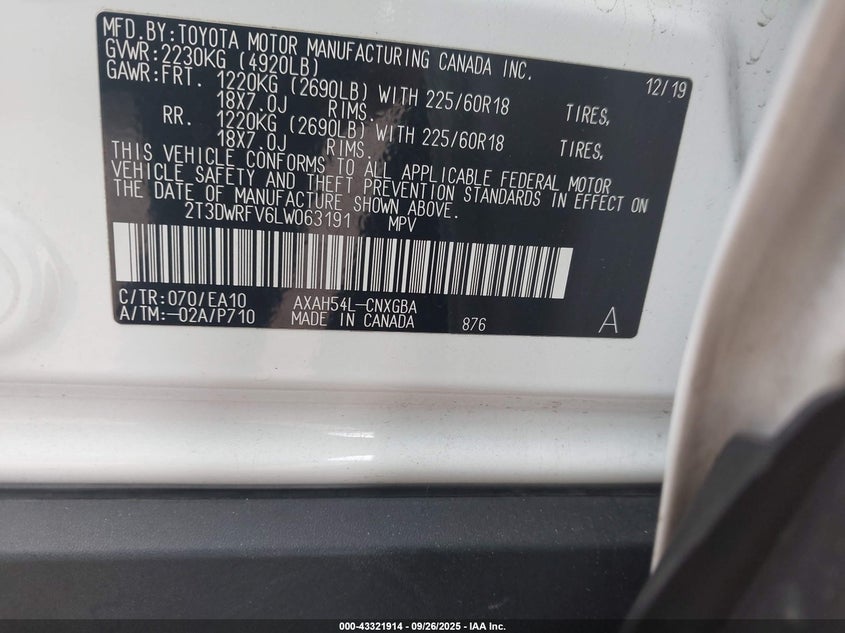 MFD.BY:TOYOTA MOTOR MANUFACTURING CANADA INC.
GVWR:2230KG (4920LB) 12/19
GAWR:FRT. 1220KG (2690LB) WITH 225/60R18 TIRES,
18X7.0J RIMS.
RR. 1220KG (2690LB) WITH 225/60R18 TIRES,
18X7.0J RIMS.
THIS VEHICLE CONFORMS TO ALL APPLICABLE FEDERAL MOTOR
VEHICLE SAFETY AND THEFT PREVENTION STANDARDS IN EFFECT ON
THE DATE OF MANUFACTURE SHOWN ABOVE.
2T3DWRFV6LW063191 MPV
C/TR:070/EA10 AXAH54L-CNXGBA
A/TM:-02A/P710 MADE IN CANADA 876 A
000-43321914 - 09/26/2025 - IAA Inc.